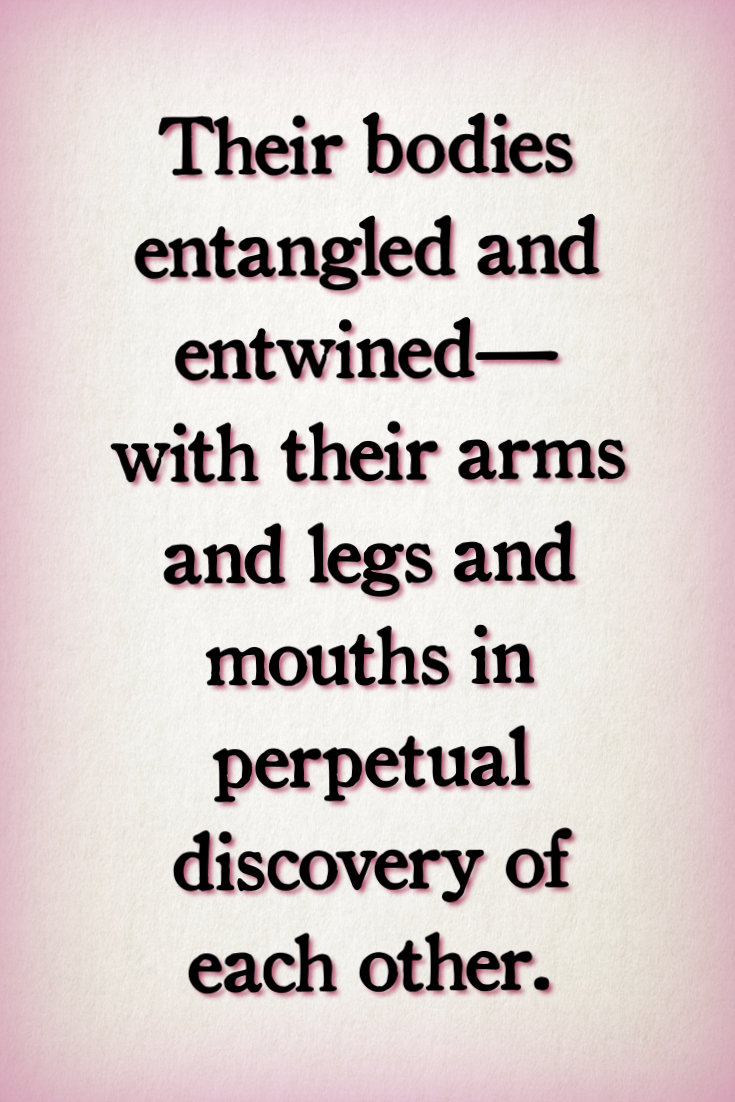 Their bodies
entangled and
entwined—
with their arms
and legs and
mouths in
perpetual
discovery of
each other.